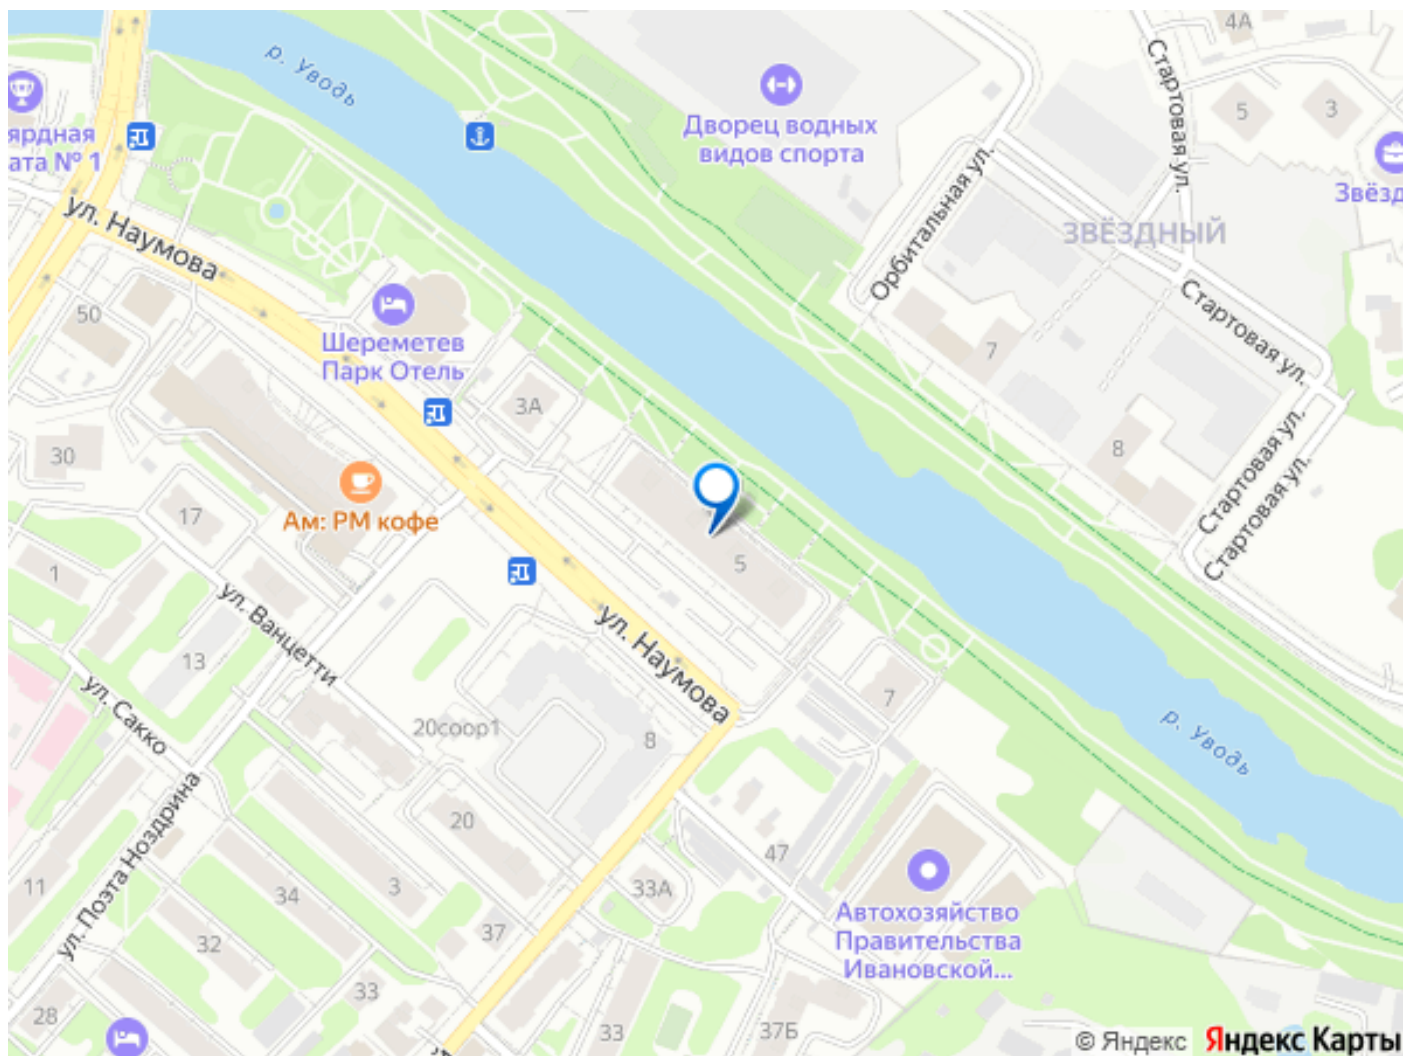 4А
р. Уводь
Стартовая ул.
5
3
Дворец водных
видов спорта
ярдная
ата № 1
Звёзд
ул. Наумова
Орбитальная ул.
ЗВЁЗДНЫЙ
50
Шереметев
Парк Отель
Стартовая ул.
7
3А
30
8
Стартовая ул.
Стартовая ул.
Ам: РМ кофе
17
5
1
ул. Ванцетти
ул. Наумова
13
7
ул. Сакко
20соор1
8
р. Уводь
20
47
11
34
3
33А
ул. Поэта Ноздрина
Автохозяйство
Правительства
Ивановской...
37
32
33
28
33
37Б
© Яндекс Яндекс Карты